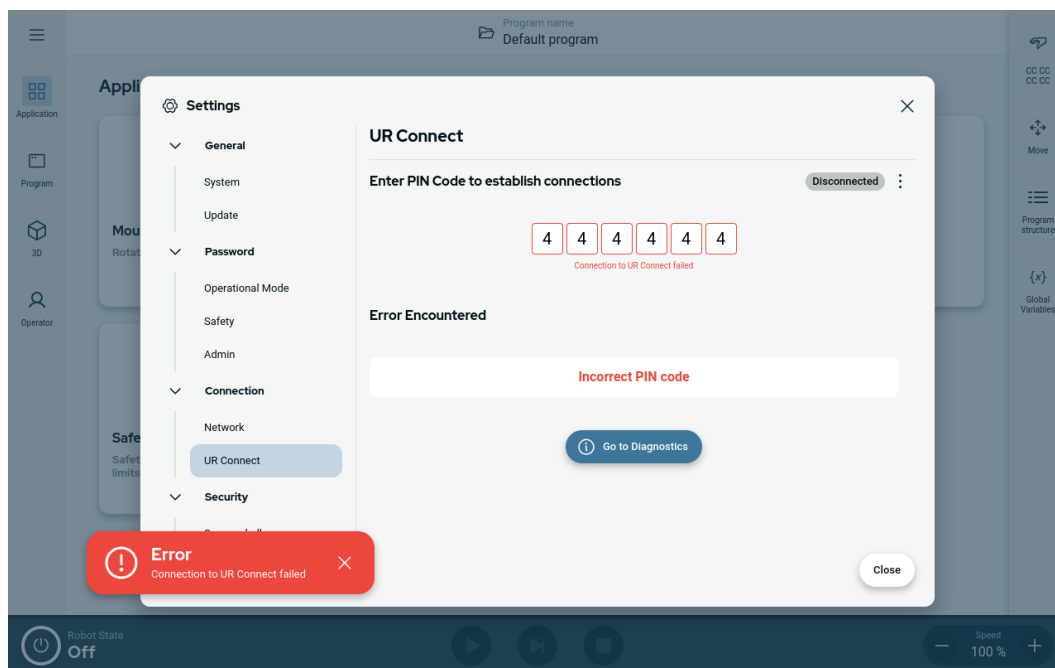 Program name
Default program
Application
Program
3D
Operator
Appli
Mou
Rotat
Safe
Safet
limits
Settings
General
System
Update
Password
Operational Mode
Safety
Admin
Connection
Network
UR Connect
Security
UR Connect
Enter PIN Code to establish connections
Disconnected
4 4 4 4 4 4
Connection to UR Connect failed
Error Encountered
Incorrect PIN code
Go to Diagnostics
Close
Error
Connection to UR Connect failed
CC CC
CC CC
Move
Program
structure
{x}
Global
Variables
Robot State
Off
Speed
100 %